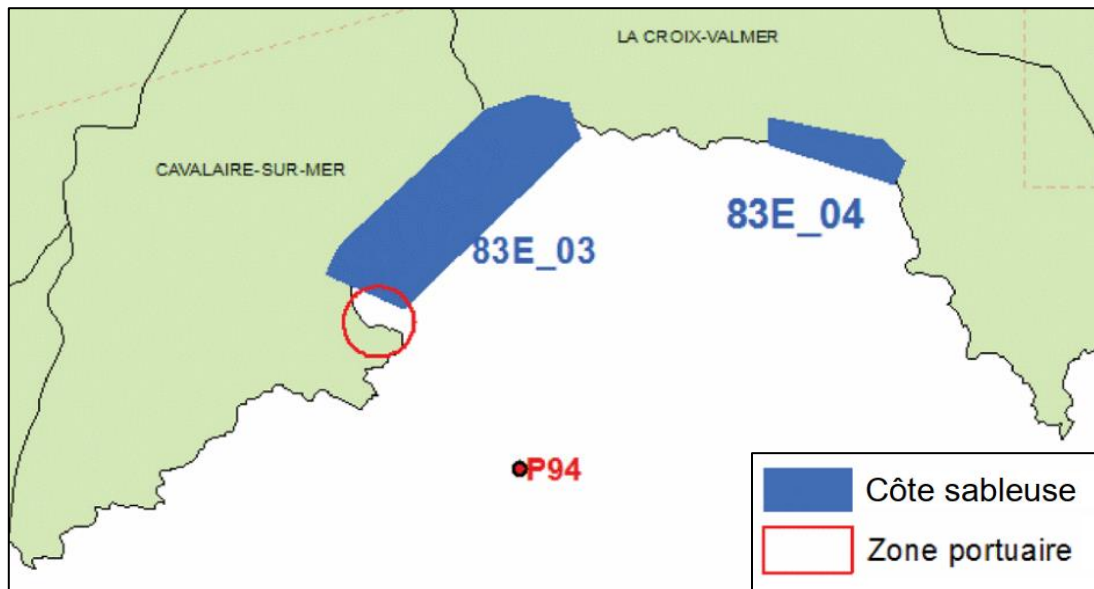 LA CROIX-VALMER
CAVALAIRE-SUR-MER
83E_04
83E_03
P94
Côte sableuse
Zone portuaire